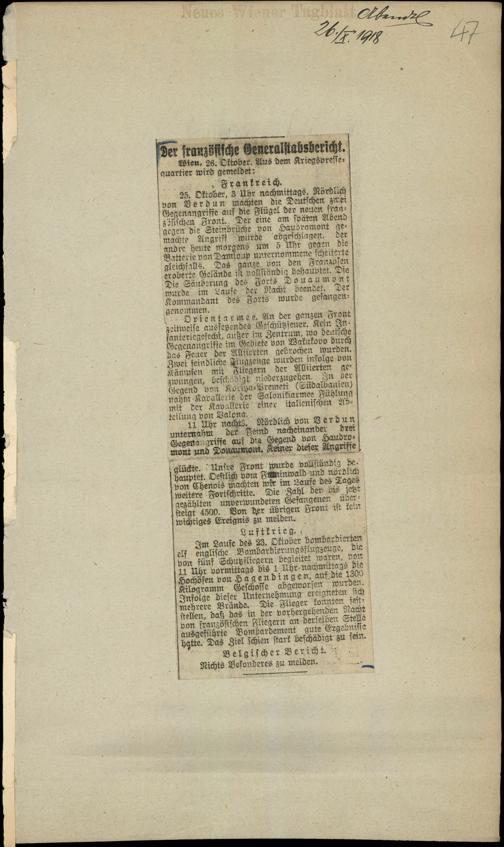 Neues Wiener Tagblatt
Abendbl
26/X. 1918
47
Der französische Generalstabsbericht.
Wien, 26. Oktober. Aus dem Kriegspresse-
quartier wird gemeldet:
Frankreich.
25. Oktober, 3 Uhr nachmittags. Nördlich
von Verdun machten die Deutschen zwei
Gegenangriffe auf die Flügel der neuen fran-
zösischen Front. Der eine am späten Abend
gegen die Steinbrüche von Haudromont ge-
machte Angriff wurde abgeschlagen, der
andre heute morgens um 5 Uhr gegen die
Batterie von Damloup unternommene scheiterte
gleichfalls. Das ganze von den Franzosen
eroberte Gelände ist vollständig behauptet. Die
Die Säuberung des Forts Douaumont
wurde im Laufe der Nacht beendet. Der
Kommandant des Forts wurde gefangen-
genommen.
Orientarmee. An der ganzen Front
zeitweise aussetzendes Geschützfeuer. Kein In-
fanteriegefecht, außer im Zentrum, wo deutsche
Gegenangriffe im Gebiete von Wakukovo durch
das Feuer der Alliierten gebrochen wurden.
Zwei feindliche Flugzeuge wurden infolge von
Kämpfen mit Fliegern der Alliierten ge-
zwungen, beschädigt niederzugehen. In der
Gegend von Koritza-Premeti (Südalbanien)
nahm Kavallerie der Salonikarmee Fühlung
mit der Kavallerie einer italienischen Ab-
teilung von Valona.
11 Uhr nachts. Nördlich von Verdun
unternahm der Feind nacheinander drei
Gegenangriffe auf die Gegend von Haudro-
mont und Douaumont. Keiner dieser Angriffe
glückte. Unsre Front wurde vollständig be-
hauptet. Oestlich vom Fuminwald und nördlich
von Chenois machten wir im Laufe des Tages
weitere Fortschritte. Die Zahl der bis jetzt
gezählten unverwundeten Gefangenen über-
steigt 4500. Von der übrigen Front ist kein
wichtiges Ereignis zu melden.
Luftkrieg.
Im Laufe des 23. Oktober bombardierten
elf englische Bombardierungsflugzeuge, die
von fünf Schutzfliegern begleitet waren, von
11 Uhr vormittags bis 1 Uhr nachmittags die
Hochöfen von Hagendingen, auf die 1300
Kilogramm Geschosse abgeworfen wurden.
Infolge dieser Unternehmung ereigneten sich
mehrere Brände. Die Flieger konnten fest-
stellen, daß das in der vorhergehenden Nacht
von französischen Fliegern an derselben Stelle
ausgeführte Bombardement gute Ergebnisse
hatte. Das Ziel schien stark beschädigt zu sein.
Belgischer Bericht.
Nichts Besonderes zu melden.